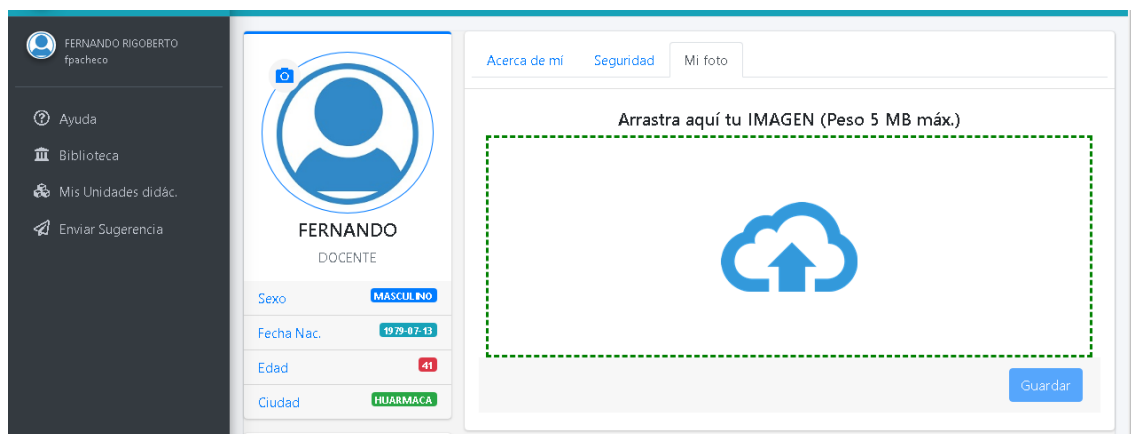 FERNANDO RIGOBERTO
fpacheco
Ayuda
Biblioteca
Mis Unidades didác.
Enviar Sugerencia
FERNANDO
DOCENTE
Sexo MASCULINO
Fecha Nac. 1979-07-13
Edad 41
Ciudad HUARMACA
Acerca de mí Seguridad Mi foto
Arrastra aquí tu IMAGEN (Peso 5 MB máx.)
Guardar